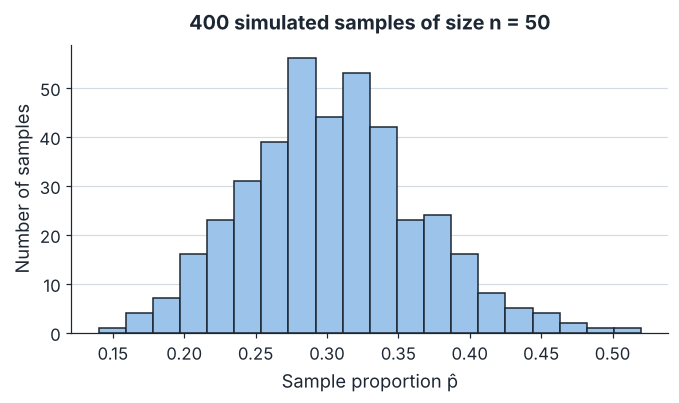 400 simulated samples of size n = 50
Number of samples
50
40
30
20
10
0
0.15 0.20 0.25 0.30 0.35 0.40 0.45 0.50
Sample proportion p̂